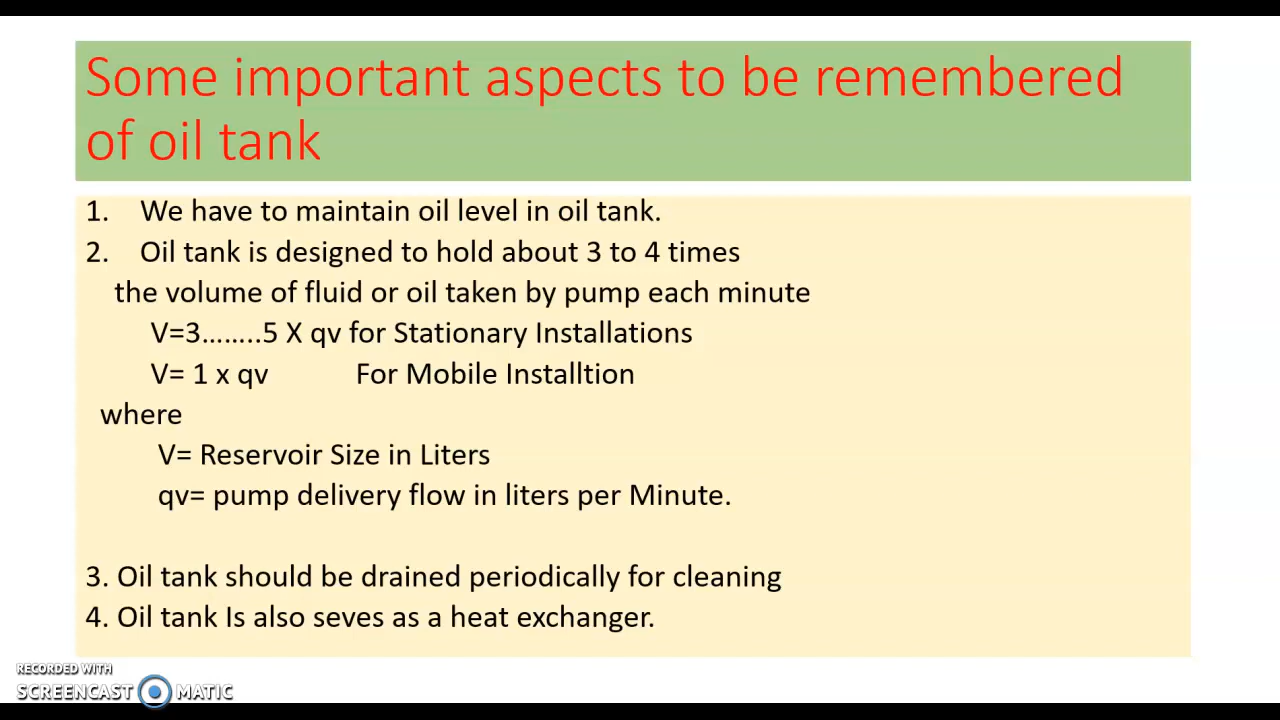 Some important aspects to be remembered
of oil tank
1. We have to maintain oil level in oil tank.
2. Oil tank is designed to hold about 3 to 4 times
the volume of fluid or oil taken by pump each minute
V=3........5 X qv for Stationary Installations
V= 1 x qv For Mobile Installtion
where
V= Reservoir Size in Liters
qv= pump delivery flow in liters per Minute.
3. Oil tank should be drained periodically for cleaning
4. Oil tank Is also seves as a heat exchanger.
RECORDED WITH
SCREENCAST MATIC